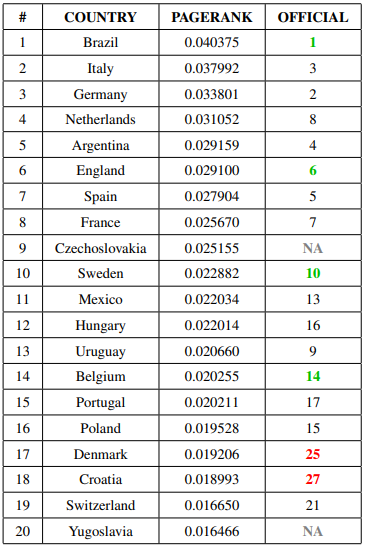 # COUNTRY PAGERANK OFFICIAL
1 Brazil 0.040375 1
2 Italy 0.037992 3
3 Germany 0.033801 2
4 Netherlands 0.031052 8
5 Argentina 0.029159 4
6 England 0.029100 6
7 Spain 0.027904 5
8 France 0.025670 7
9 Czechoslovakia 0.025155 NA
10 Sweden 0.022882 10
11 Mexico 0.022034 13
12 Hungary 0.022014 16
13 Uruguay 0.020660 9
14 Belgium 0.020255 14
15 Portugal 0.020211 17
16 Poland 0.019528 15
17 Denmark 0.019206 25
18 Croatia 0.018993 27
19 Switzerland 0.016650 21
20 Yugoslavia 0.016466 NA